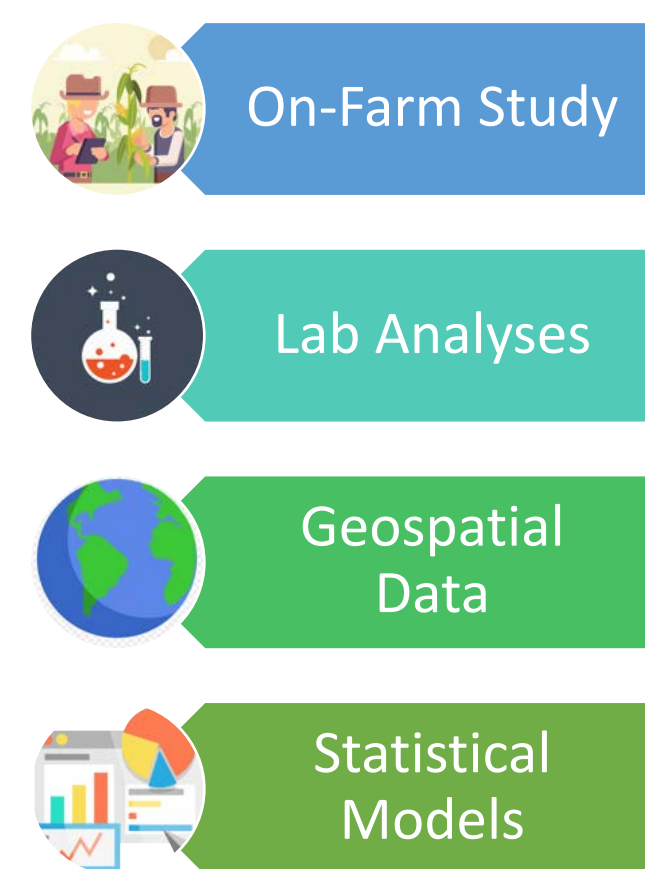 On-Farm Study
Lab Analyses
Geospatial
Data
Statistical
Models